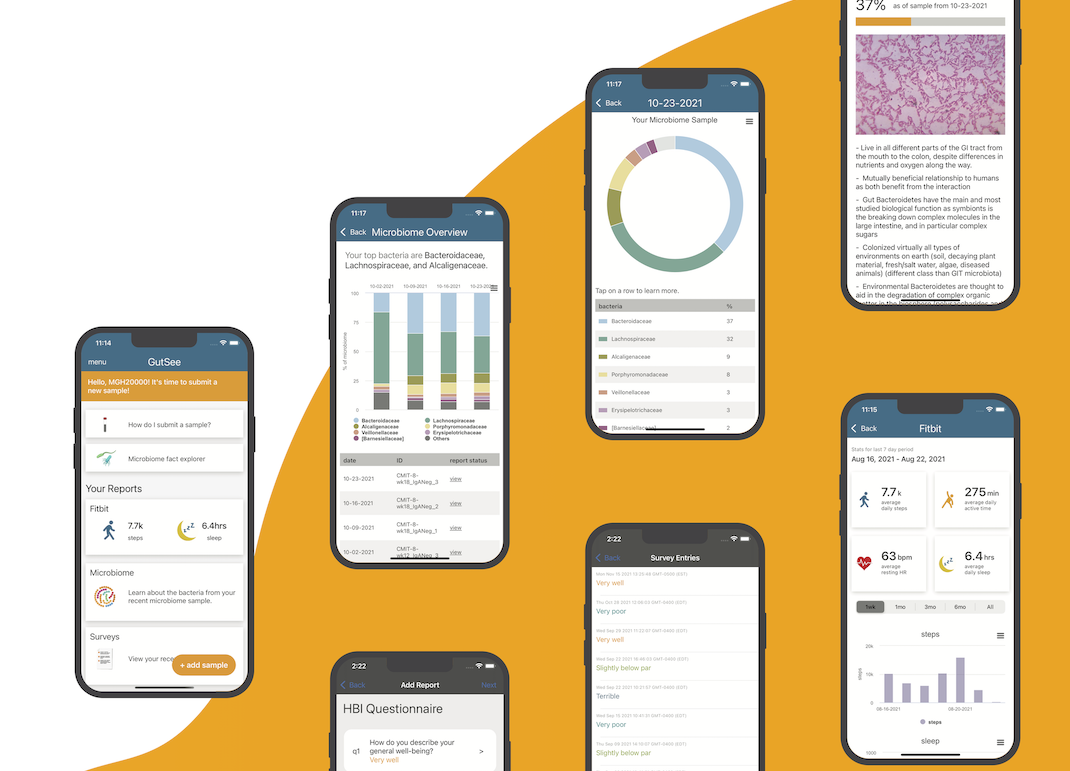 11:14
menu
GutSee
Hello, MGH20000! It's time to submit a
new sample!
How do I submit a sample?
Microbiome fact explorer
Your Reports
Fitbit
7.7k
steps
6.4hrs
sleep
Microbiome
Learn about the bacteria from your
recent microbiome sample.
Surveys
View your rece
+ add sample
11:17
Back
Microbiome Overview
Your top bacteria are Bacteroidaceae,
Lachnospiraceae, and Alcaligenaceae.
10-02-2021 10-09-2021 10-16-2021 10-23-202
100
75
50
25
0
% of microbiome
Bacteroidaceae
Lachnospiraceae
Alcaligenaceae
Porphyromonadaceae
Veillonellaceae
Erysipelotrichaceae
[Barnesiellaceae]
Others
date ID report status
10-23-2021 CMIT-8-
wk18_IgANeg_3 view
10-16-2021 CMIT-8-
wk18_IgANeg_2 view
10-09-2021 CMIT-8-
wk18_IgANeg_1 view
10-02-2021 CMIT-8-
wk12_IgANeg_3 view
2:22
Back
Add Report
Next
HBI Questionnaire
q1
How do you describe your
general well-being?
Very well
>
11:17
Back
10-23-2021
Your Microbiome Sample
Tap on a row to learn more.
bacteria %
Bacteroidaceae 37
Lachnospiraceae 32
Alcaligenaceae 9
Porphyromonadaceae 8
Veillonellaceae 3
Erysipelotrichaceae 3
[Barnesiellaceae] 2
2:22
Back
Survey Entries
Very well
Very poor
Very well
Slightly below par
Terrible
Very poor
Slightly below par
37% as of sample from 10-23-2021
- Live in all different parts of the GI tract from
the mouth to the colon, despite differences in
nutrients and oxygen along the way.
- Mutually beneficial relationship to humans
as both benefit from the interaction
- Gut Bacteroidetes have the main and most
studied biological function as symbionts is
the breaking down complex molecules in the
large intestine, and in particular complex
sugars
- Colonized virtually all types of
environments on earth (soil, decaying plant
material, fresh/salt water, algae, diseased
animals) (different class than GIT microbiota)
- Environmental Bacteroidetes are thought to
aid in the degradation of complex organic
11:15
Back
Fitbit
Stats for last 7 day period
Aug 16, 2021 - Aug 22, 2021
7.7k
average
daily steps
275min
average daily
active time
63 bpm
average
resting HR
6.4hrs
average
daily sleep
1wk 1mo 3mo 6mo All
steps
20k
10k
0
steps
08-16-2021 08-20-2021
steps
sleep
1000